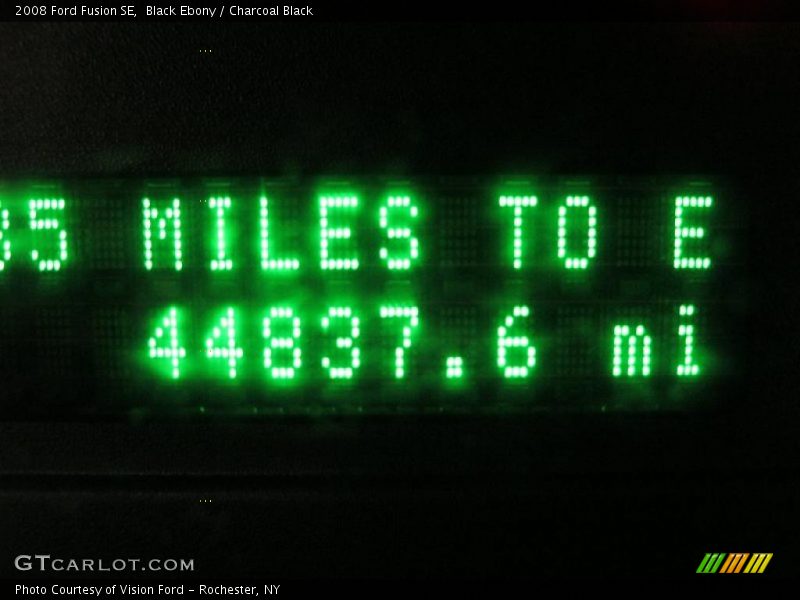 2008 Ford Fusion SE, Black Ebony / Charcoal Black
5 MILES TO E
44837.6 mi
GTCARLOT.COM
Photo Courtesy of Vision Ford - Rochester, NY